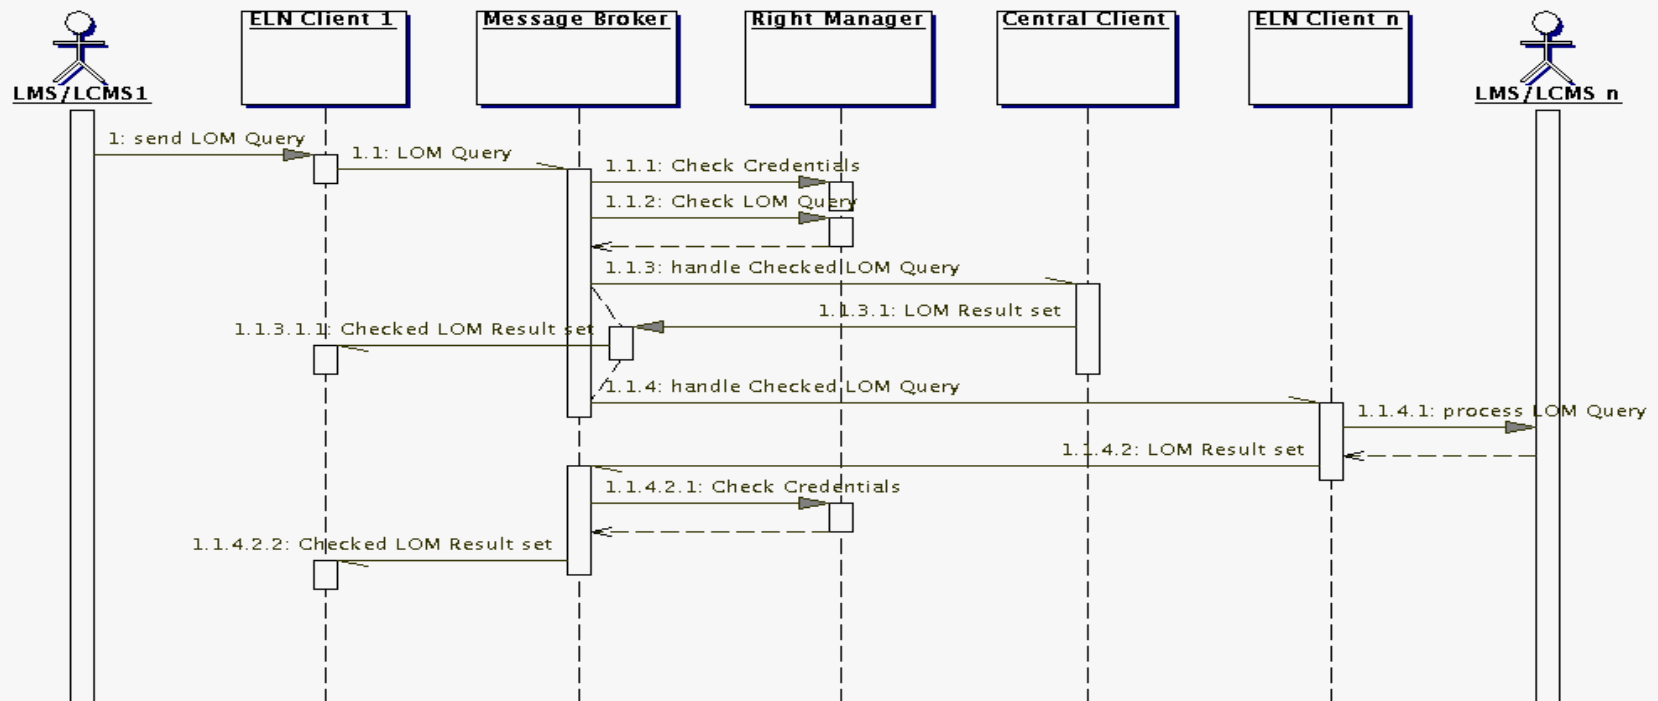 ELN Client 1
Message Broker
Right Manager
Central Client
ELN Client n
LMS/LCMS1
LMS/LCMS n
1: send LOM Query
1.1: LOM Query
1.1.1: Check Credentials
1.1.2: Check LOM Query
1.1.3: handle Checked LOM Query
1.1.3.1: LOM Result set
1.1.3.1.1: Checked LOM Result set
1.1.4: handle Checked LOM Query
1.1.4.1: process LOM Query
1.1.4.2: LOM Result set
1.1.4.2.1: Check Credentials
1.1.4.2.2: Checked LOM Result set